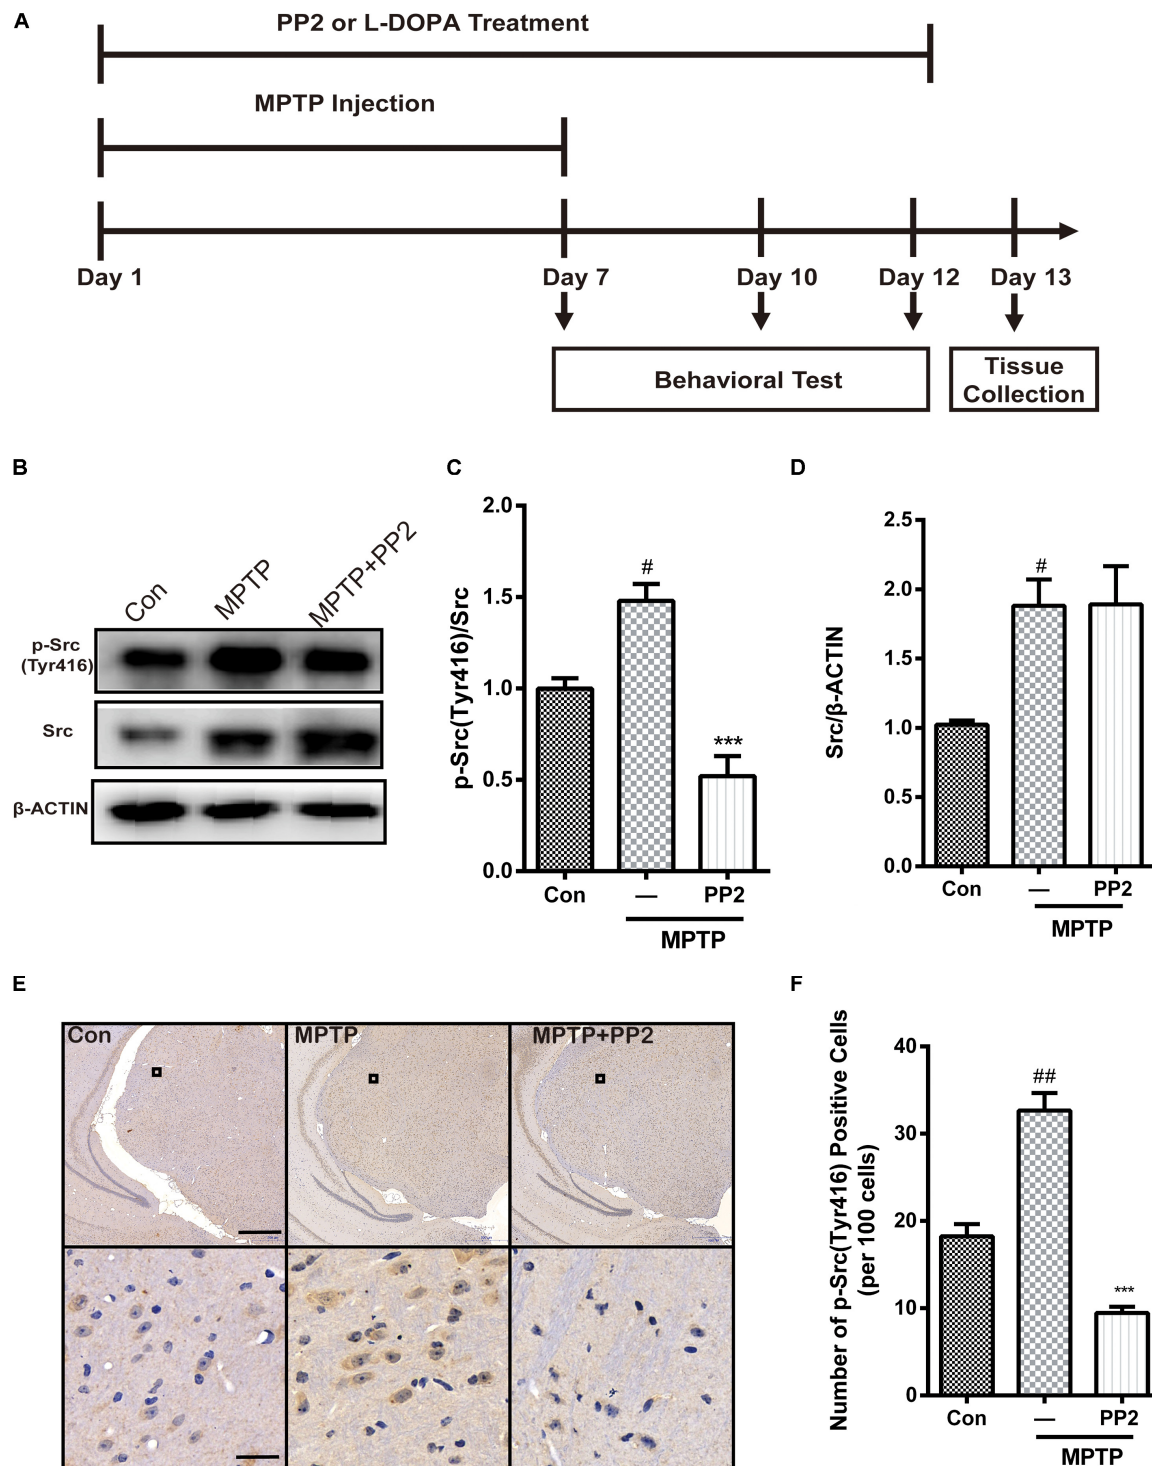 A
PP2 or L-DOPA Treatment
MPTP Injection
Day 1
Day 7
Day 10
Day 12
Day 13
Behavioral Test
Tissue
Collection
B
Con
MPTP
MPTP+PP2
p-Src
(Tyr416)
Src
β-ACTIN
C
p-Src(Tyr416)/Src
2.0
1.5
1.0
0.5
0.0
#
***
Con
—
PP2
MPTP
D
Src/β-ACTIN
2.5
2.0
1.5
1.0
0.5
0.0
#
Con
—
PP2
MPTP
E
Con
MPTP
MPTP+PP2
F
Number of p-Src(Tyr416) Positive Cells
(per 100 cells)
40
30
20
10
0
##
***
Con
—
PP2
MPTP